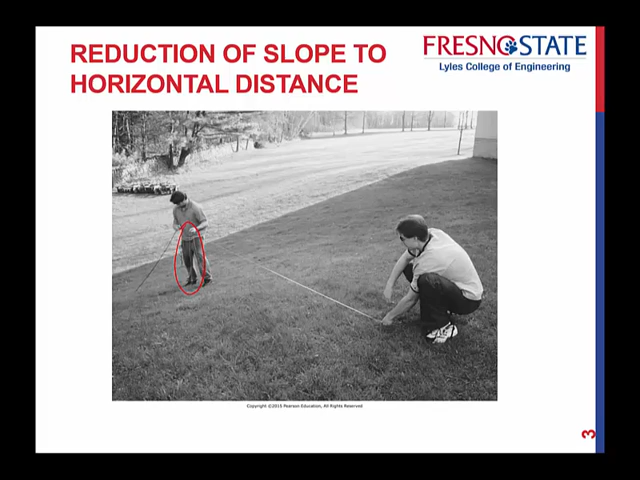 REDUCTION OF SLOPE TO
HORIZONTAL DISTANCE
FRESNO STATE
Lyles College of Engineering
Copyright ©2015 Pearson Education, All Rights Reserved
3